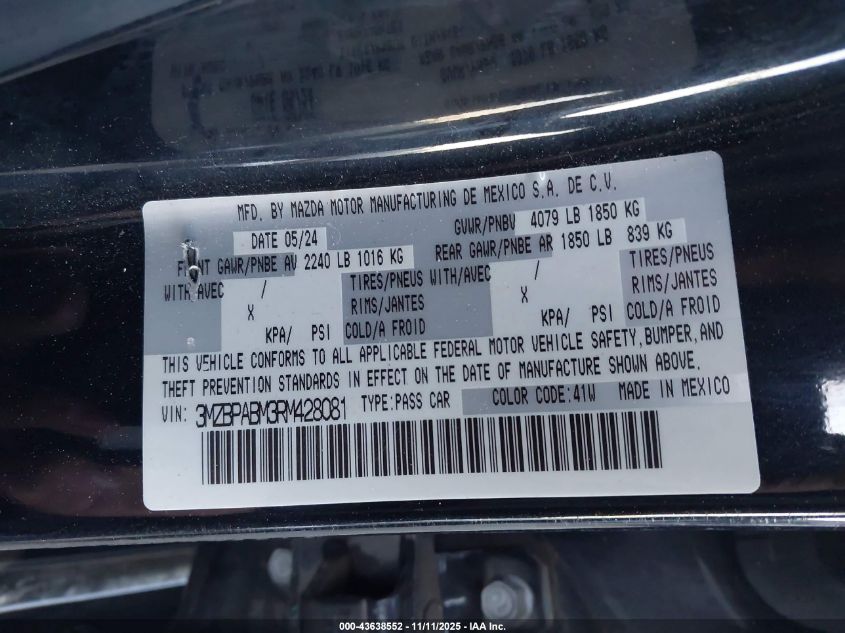 MFD. BY MAZDA MOTOR MANUFACTURING DE MEXICO S.A. DE C.V.
DATE 05/24 GVWR/PNBV 4079 LB 1850 KG
FRONT GAWR/PNBE AV 2240 LB 1016 KG REAR GAWR/PNBE AR 1850 LB 839 KG
WITH/AVEC / TIRES/PNEUS WITH/AVEC / TIRES/PNEUS
X RIMS/JANTES X RIMS/JANTES
KPA/ PSI COLD/A FROID KPA/ PSI COLD/A FROID
THIS VEHICLE CONFORMS TO ALL APPLICABLE FEDERAL MOTOR VEHICLE SAFETY, BUMPER, AND
THEFT PREVENTION STANDARDS IN EFFECT ON THE DATE OF MANUFACTURE SHOWN ABOVE.
VIN: 3MZBPABM3RM428081 TYPE:PASS CAR COLOR CODE:41W MADE IN MEXICO
000-43638552 - 11/11/2025 - IAA Inc.